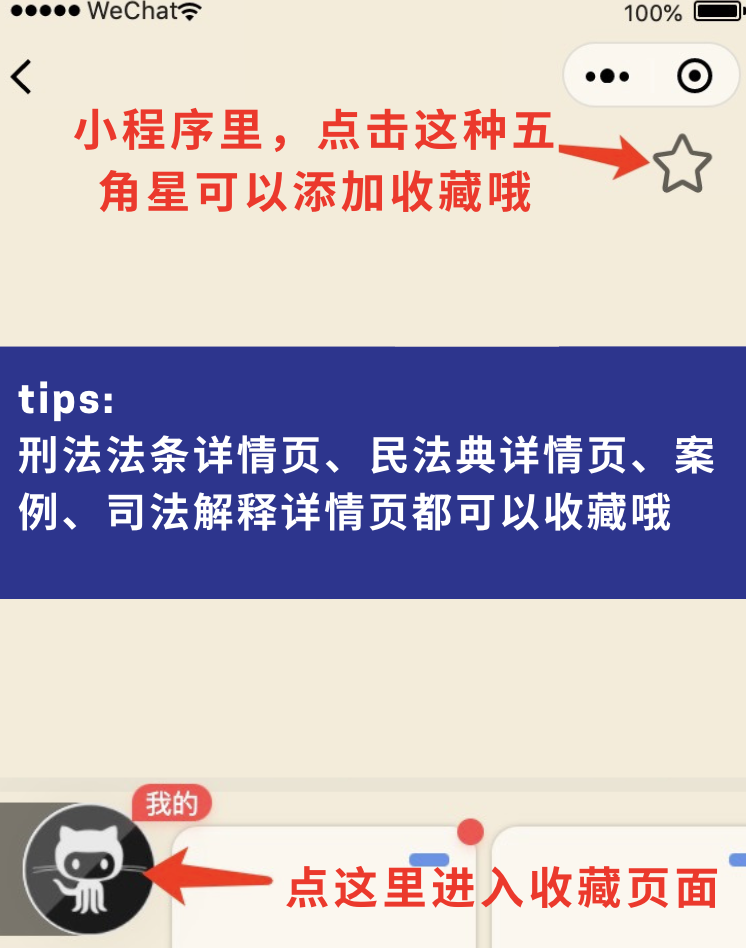 ●●●●● WeChat 100%
小程序里，点击这种五
角星可以添加收藏哦
tips:
刑法法条详情页、民法典详情页、案
例、司法解释详情页都可以收藏哦
我的
点这里进入收藏页面